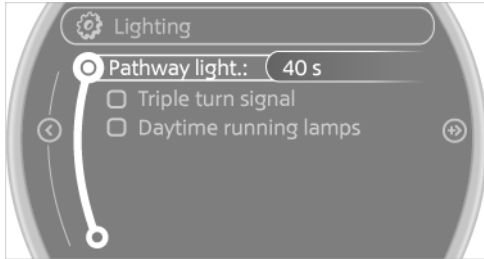 Lighting
Pathway light.: 40 s
Triple turn signal
Daytime running lamps